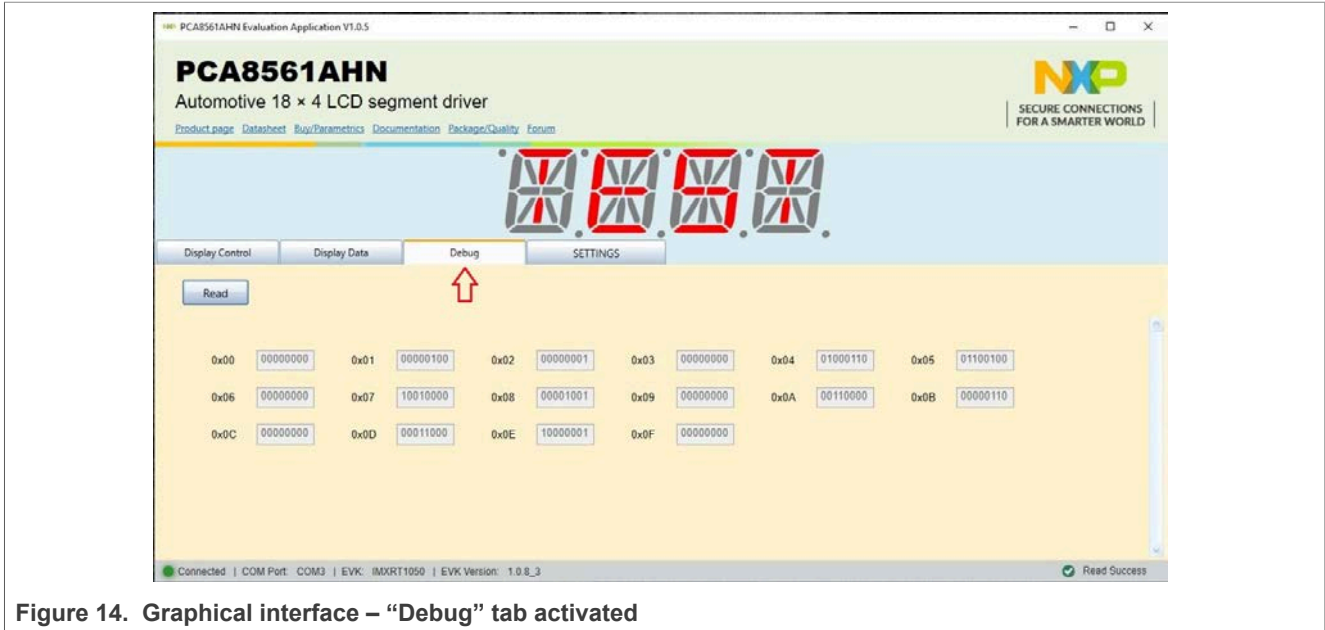 PCA8561AHN Evaluation Application V1.0.5
PCA8561AHN
Automotive 18 × 4 LCD segment driver
Product page Datasheet Buy/Parametrics Documentation Package/Quality Forum
NXP
SECURE CONNECTIONS
FOR A SMARTER WORLD
TEST
Display Control Display Data Debug SETTINGS
Read
0x00 00000000 0x01 00000100 0x02 00000001 0x03 00000000 0x04 01000110 0x05 01100100
0x06 00000000 0x07 10010000 0x08 00001001 0x09 00000000 0x0A 00110000 0x0B 00000110
0x0C 00000000 0x0D 00011000 0x0E 10000001 0x0F 00000000
Connected | COM Port: COM3 | EVK: IMXRT1050 | EVK Version: 1.0.8_3 Read Success
Figure 14. Graphical interface – “Debug” tab activated